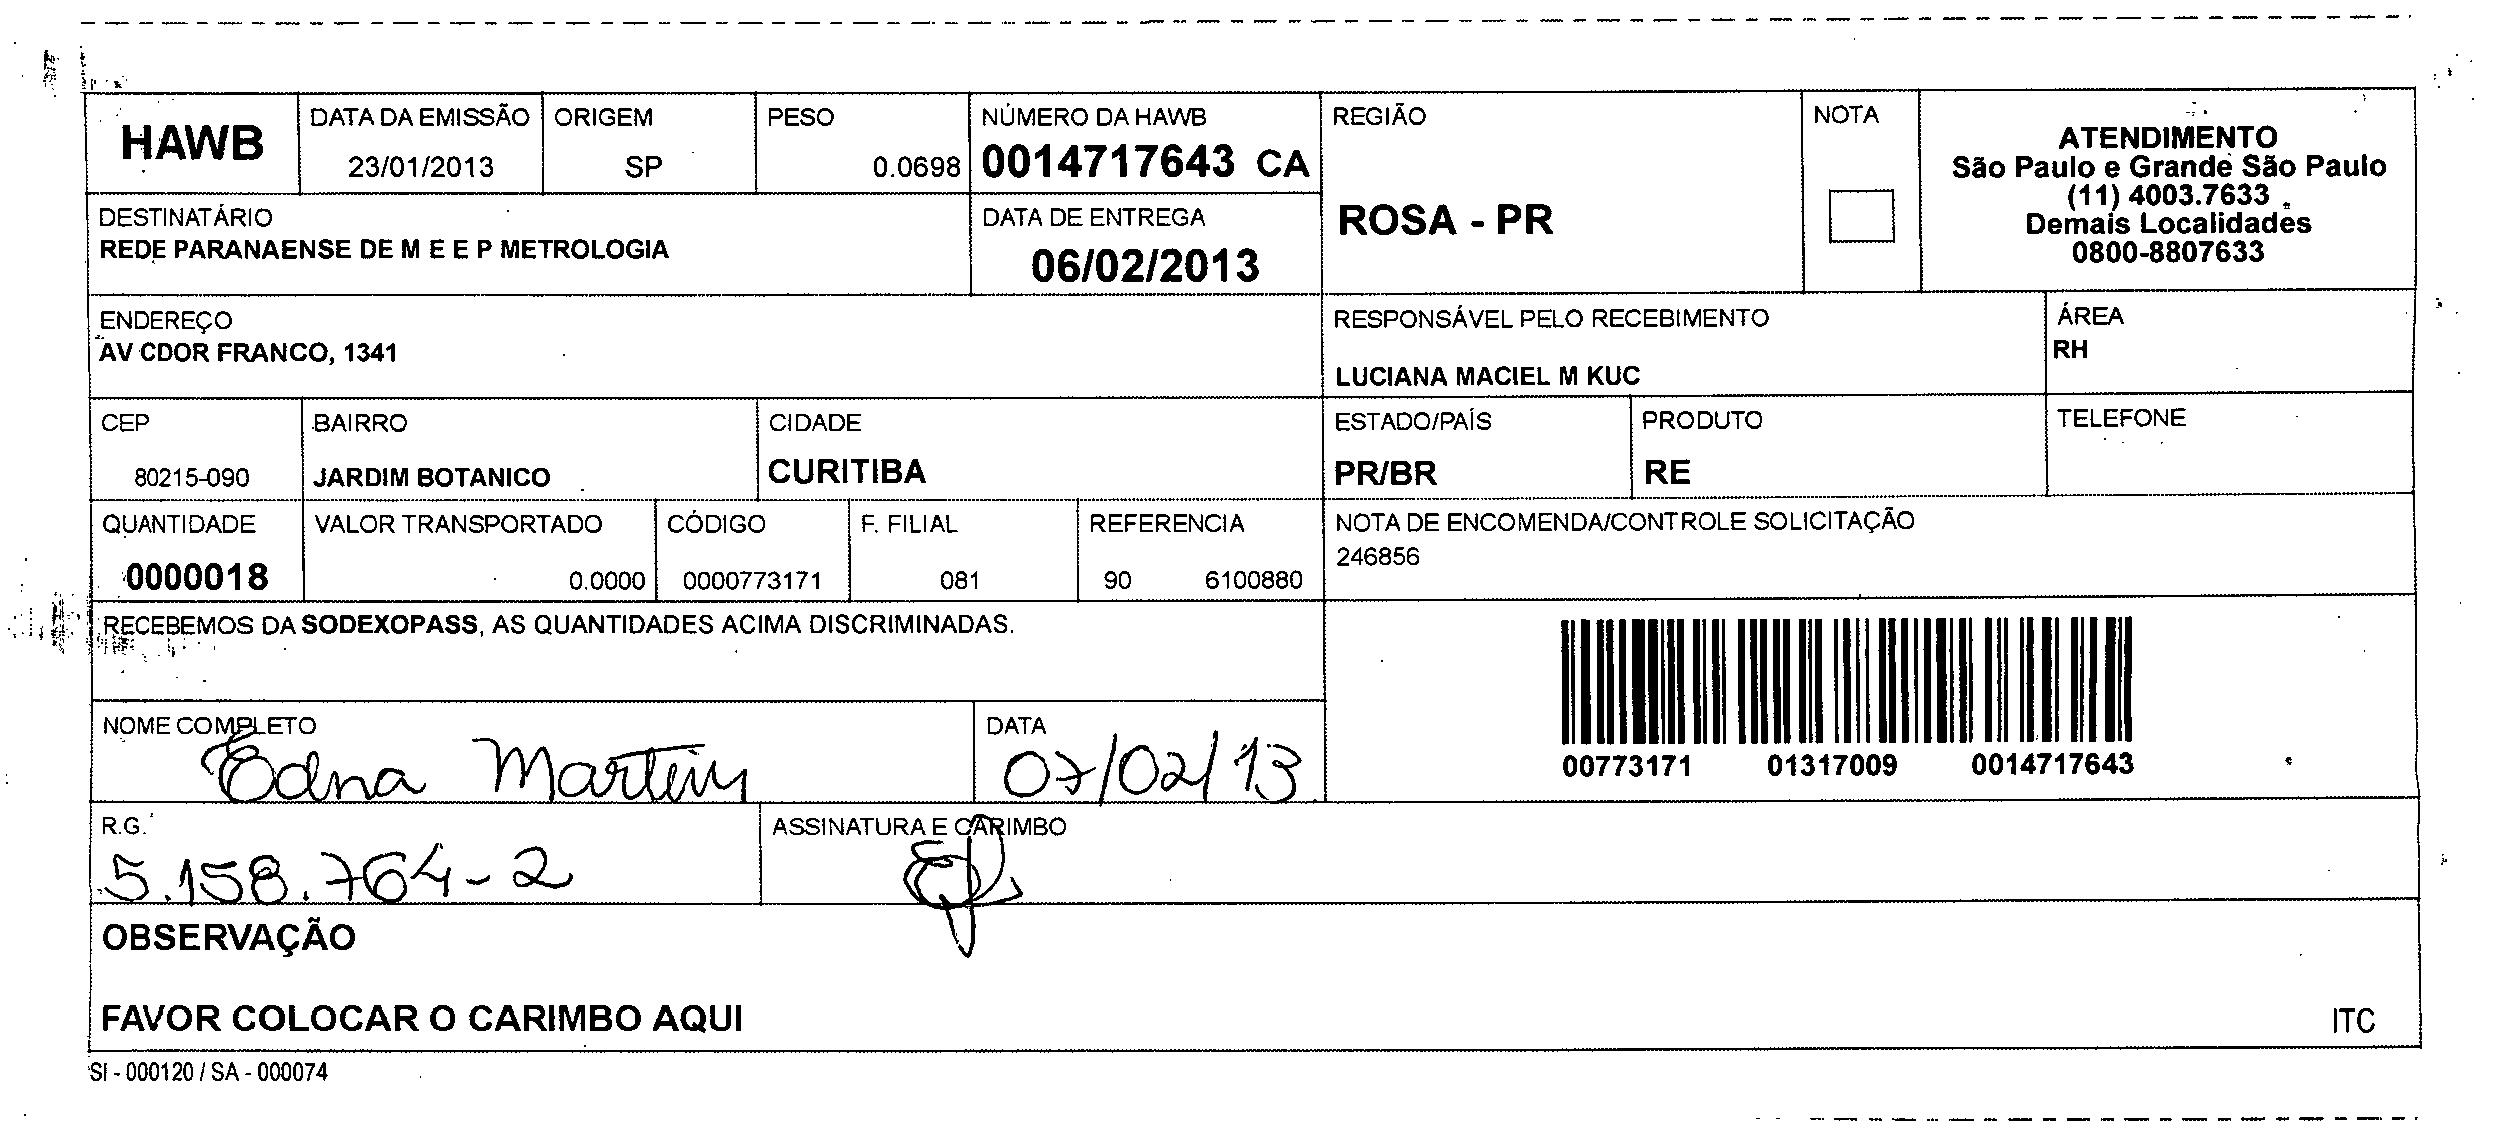 HAWB
DATA DA EMISSÃO
23/01/2013
ORIGEM
SP
PESO
0.0698
NÚMERO DA HAWB
0014717643 CA
REGIÃO
ROSA - PR
NOTA
ATENDIMENTO
São Paulo e Grande São Paulo
(11) 4003.7633
Demais Localidades
0800-8807633
DESTINATÁRIO
REDE PARANAENSE DE M E E P METROLOGIA
DATA DE ENTREGA
06/02/2013
ENDEREÇO
AV CDOR FRANCO, 1341
RESPONSÁVEL PELO RECEBIMENTO
LUCIANA MACIEL M KUC
ÁREA
RH
CEP
80215-090
BAIRRO
JARDIM BOTANICO
CIDADE
CURITIBA
ESTADO/PAÍS
PR/BR
PRODUTO
RE
TELEFONE
QUANTIDADE
0000018
VALOR TRANSPORTADO
0.0000
CÓDIGO
0000773171
F. FILIAL
081
REFERENCIA
90 6100880
NOTA DE ENCOMENDA/CONTROLE SOLICITAÇÃO
246856
RECEBEMOS DA SODEXOPASS, AS QUANTIDADES ACIMA DISCRIMINADAS.
00773171 01317009 0014717643
NOME COMPLETO
Edna Martins
DATA
07/02/13
R.G.
5.158.764-2
ASSINATURA E CARIMBO
OBSERVAÇÃO
FAVOR COLOCAR O CARIMBO AQUI
ITC
SI - 000120 / SA - 000074